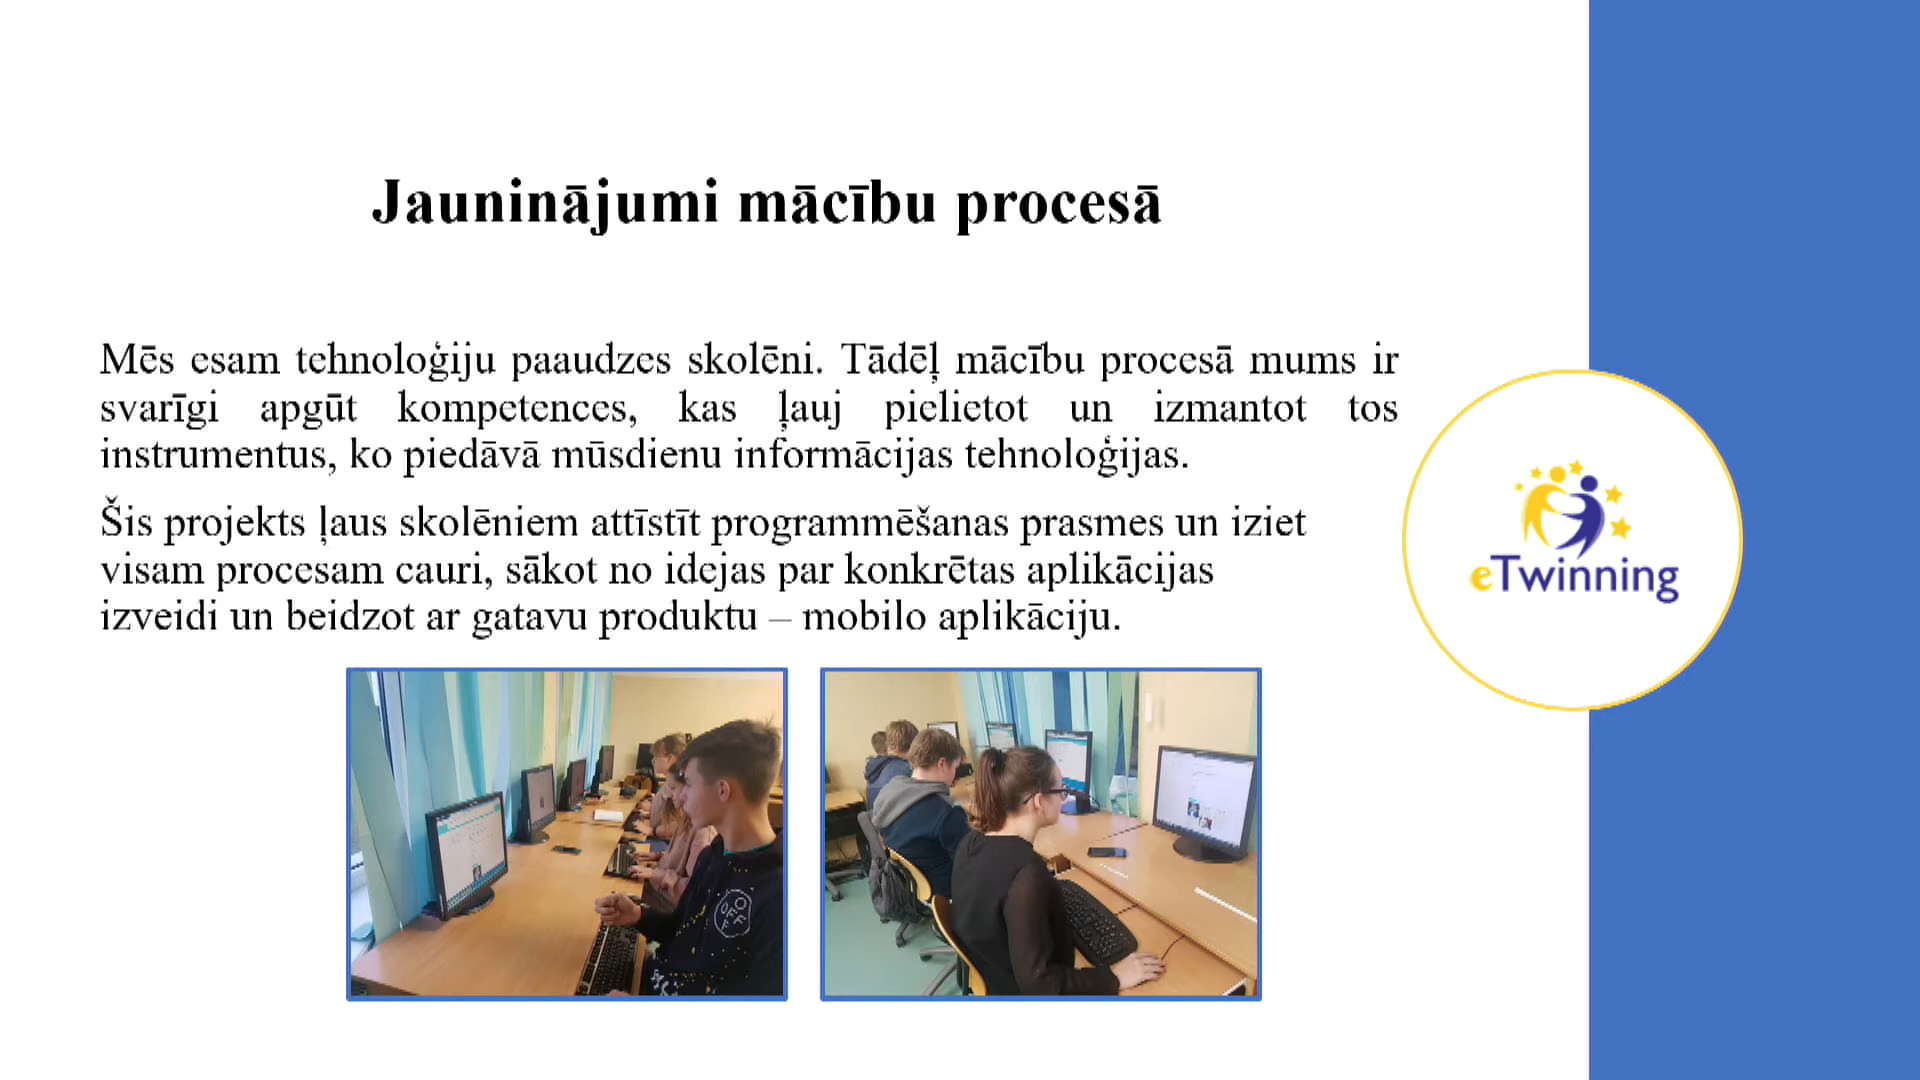 Jauninājumi mācību procesā
Mēs esam tehnoloģiju paaudzes skolēni. Tādēļ mācību procesā mums ir
svarīgi apgūt kompetences, kas ļauj pielietot un izmantot tos
instrumentus, ko piedāvā mūsdienu informācijas tehnoloģijas.
Šis projekts ļaus skolēniem attīstīt programmēšanas prasmes un iziet
visam procesam cauri, sākot no idejas par konkrētas aplikācijas
izveidi un beidzot ar gatavu produktu – mobilo aplikāciju.
eTwinning